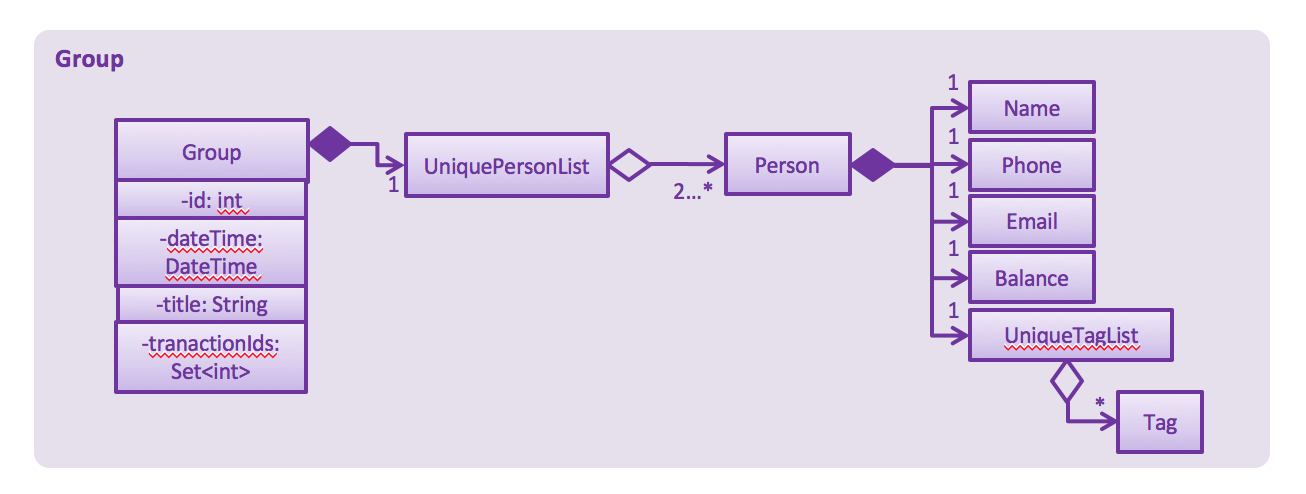 Group
Group
-id: int
-dateTime:
DateTime
-title: String
-tranactionIds:
Set<int>
1
UniquePersonList
2...*
Person
1
Name
1
Phone
1
Email
1
Balance
1
UniqueTagList
*
Tag